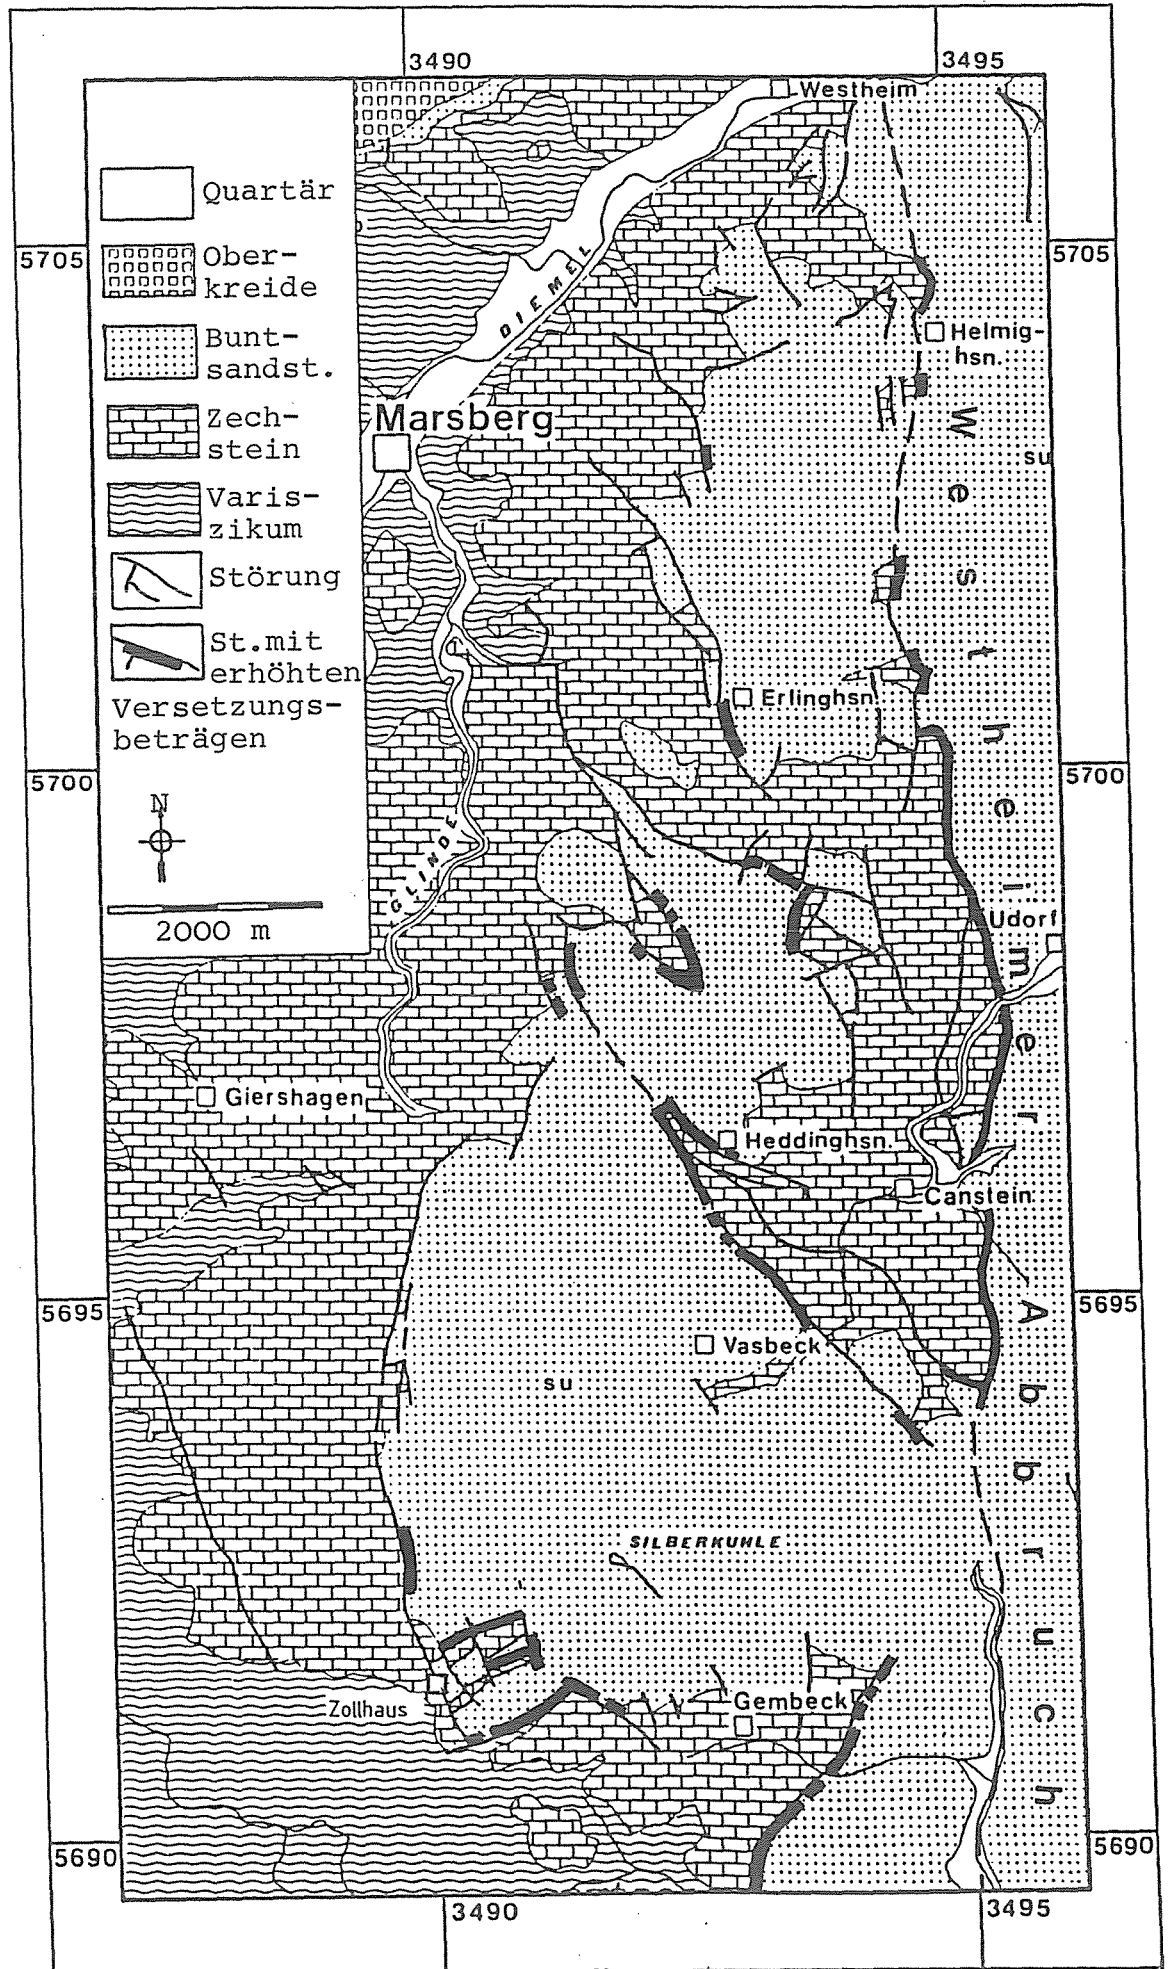 3490
3495
Westheim
Quartär
5705
5705
Ober-
kreide
DIEMEL
Helmig-
hsn.
Bunt-
sandst.
Marsberg
Zech-
stein
su
Varis-
zikum
Störung
St.mit
erhöhten
Versetzungs-
beträgen
Erlinghsn
5700
5700
N
GLINDE
2000 m
Udorf
Westheimer Abbruch
Giershagen
Heddinghsn.
Canstein
5695
5695
Vasbeck
su
SILBERKUHLE
Zollhaus
Gembeck
5690
5690
3490
3495